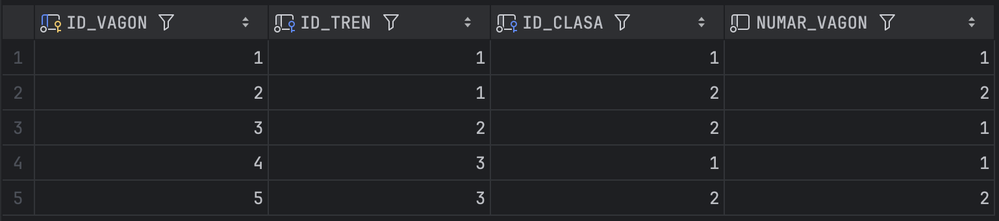 ID_VAGON ID_TREN ID_CLASA NUMAR_VAGON
1 1 1 1 1
2 2 1 2 2
3 3 2 2 1
4 4 3 1 1
5 5 3 2 2